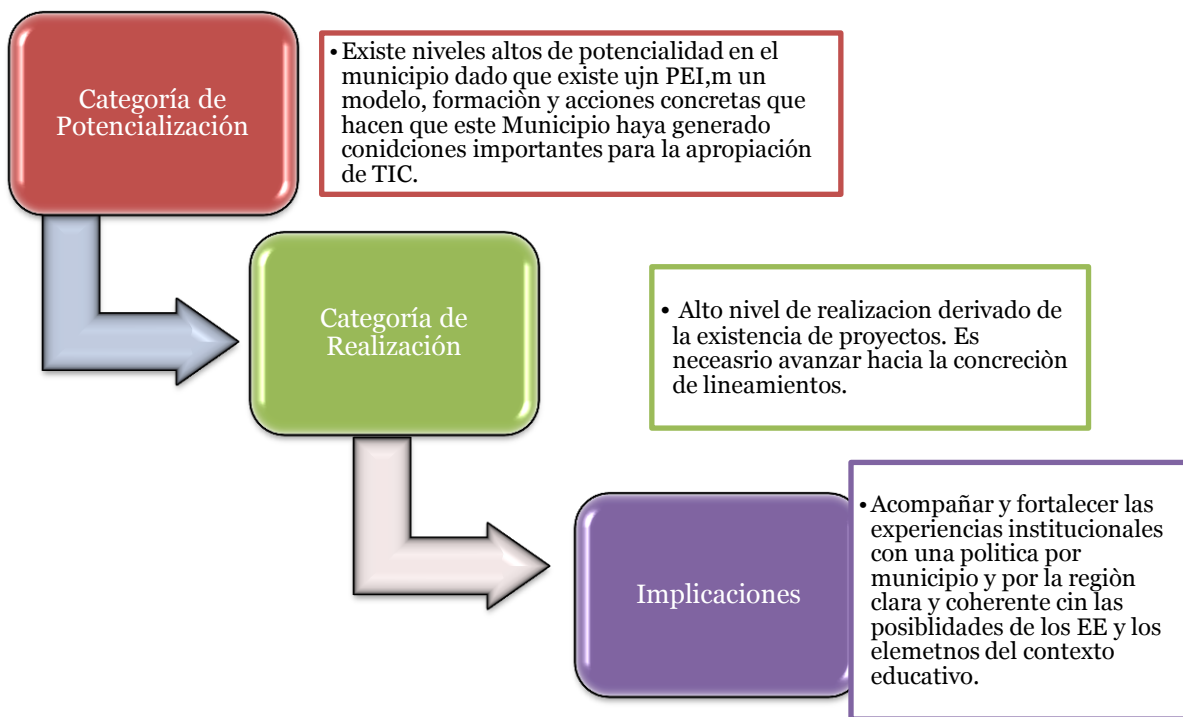 Categoría de
Potencialización
•Existe niveles altos de potencialidad en el
municipio dado que existe ujn PEI,m un
modelo, formaciòn y acciones concretas que
hacen que este Municipio haya generado
conidciones importantes para la apropiación
de TIC.
Categoría de
Realización
• Alto nivel de realizacion derivado de
la existencia de proyectos. Es
neceasrio avanzar hacia la concreciòn
de lineamientos.
Implicaciones
•Acompañar y fortalecer las
experiencias institucionales
con una politica por
municipio y por la regiòn
clara y coherente cin las
posiblidades de los EE y los
elemetnos del contexto
educativo.